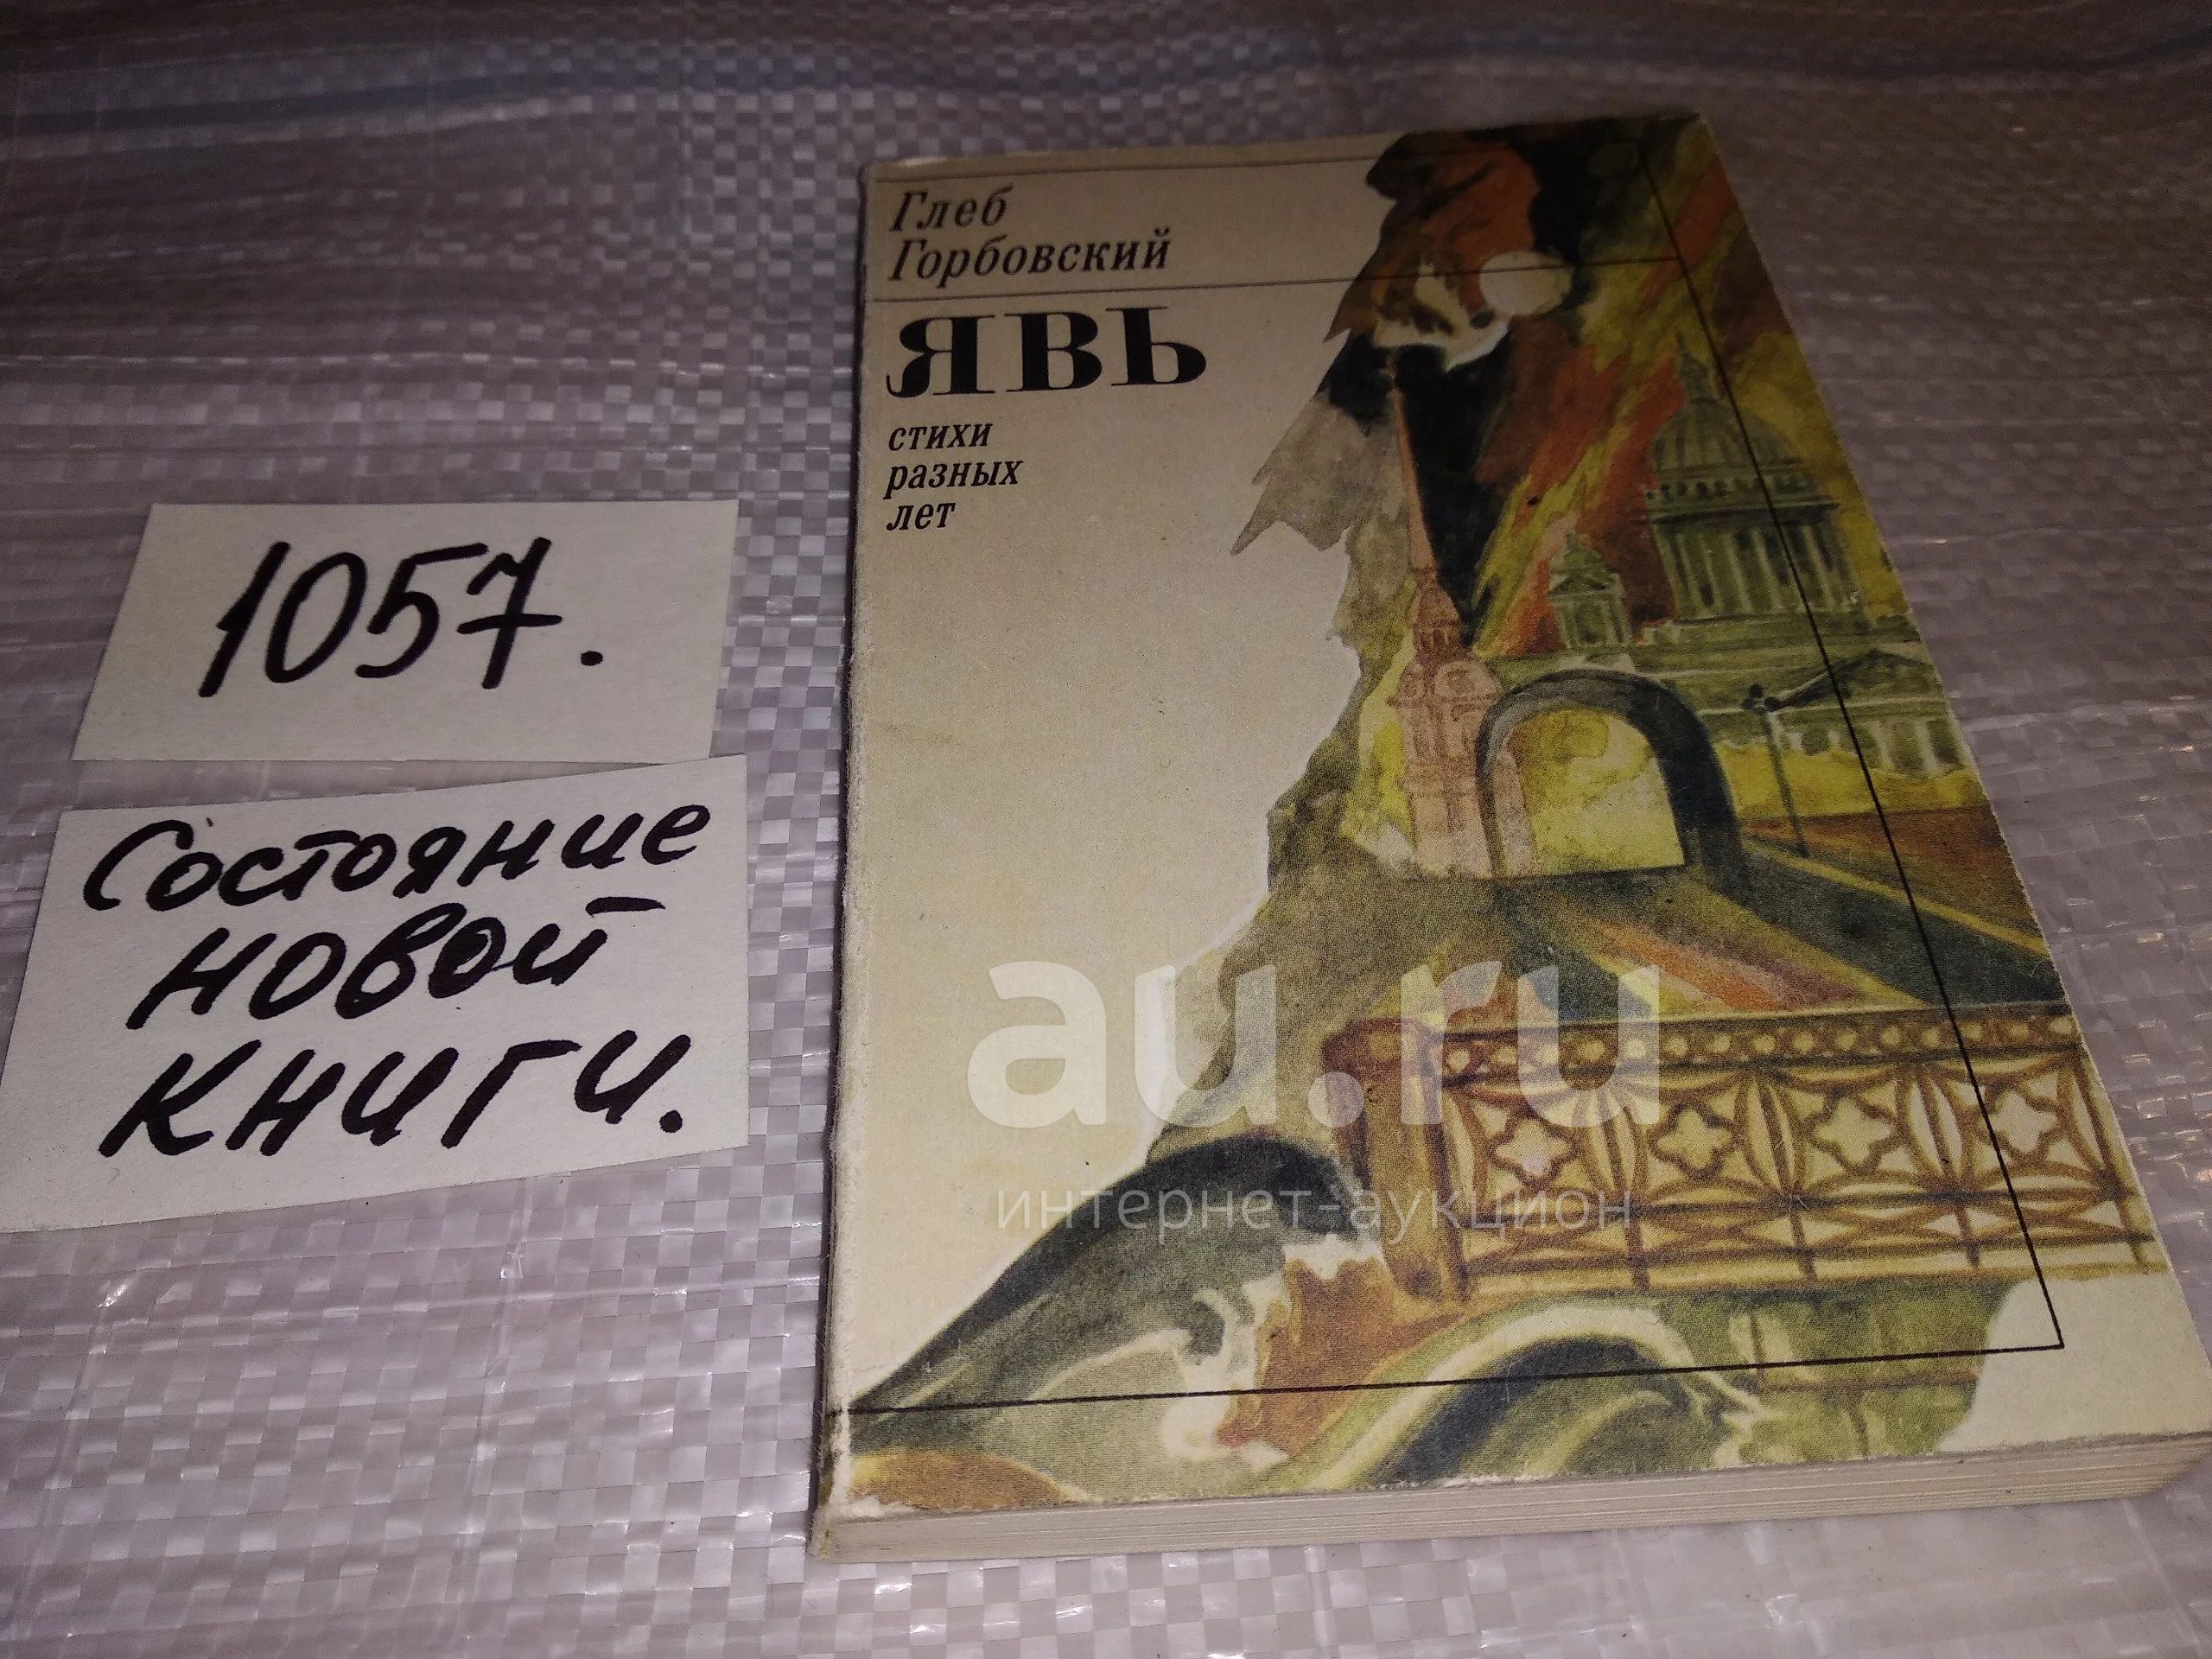 Глеб
Горбовский
ЯВЬ
стихи
разных
лет
1057.
Состояние
новой
книги.
au.ru
интернет-аукцион